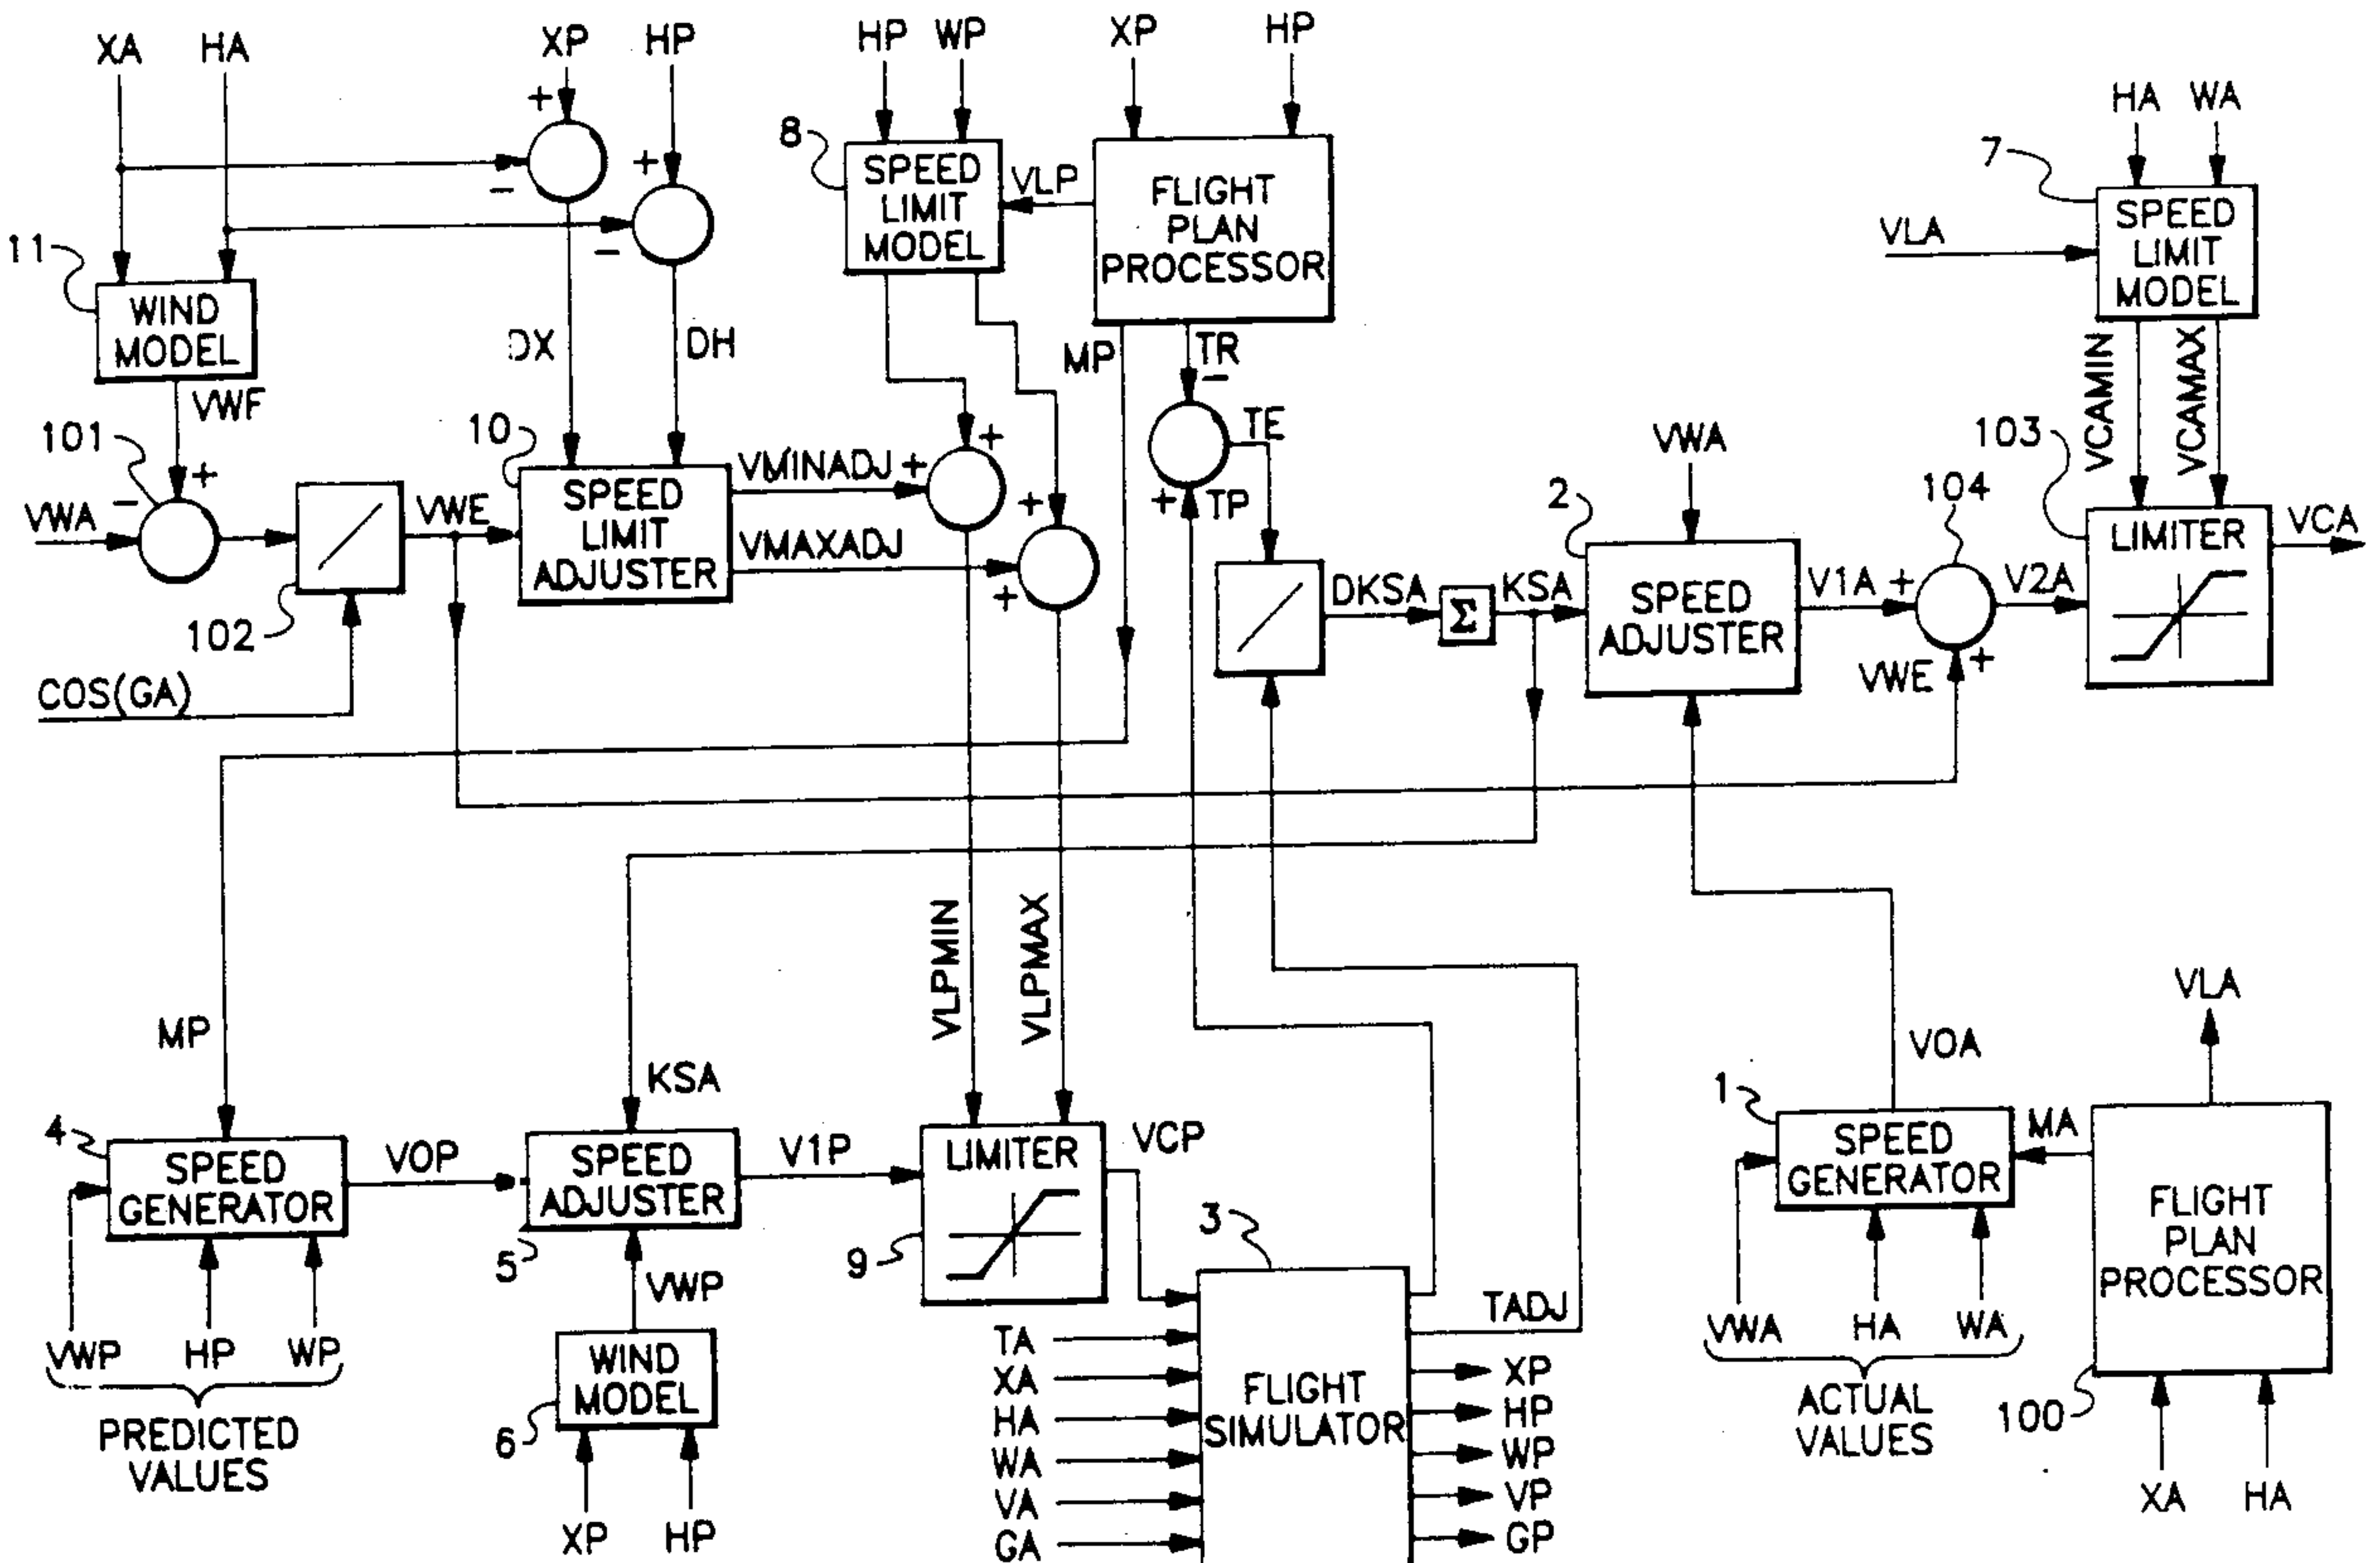 XA HA XP HP HP WP XP HP
HA WA
+ + + + + - - -
8 SPEED LIMIT MODEL
VLP
FLIGHT PLAN PROCESSOR
7 SPEED LIMIT MODEL
VLA
11 WIND MODEL
VWF
DX DH
MP TR
VCAMIN VCAMAX
101 + -
VWA
102
COS(GA)
VWE
10 SPEED LIMIT ADJUSTER
VMINADJ + +
VMAXADJ + +
-
TE
+ TP
DKSA
Σ
KSA
VWA
2 SPEED ADJUSTER
V1A +
104
VWE +
V2A
103 LIMITER
VCA
MP
KSA
VLPMIN VLPMAX
VOA
VLA
4 SPEED GENERATOR
VOP
VWP HP WP
PREDICTED VALUES
SPEED ADJUSTER
5
V1P
VWP
WIND MODEL
6
XP HP
LIMITER
9
VCP
3
FLIGHT SIMULATOR
TA
XA
HA
WA
VA
GA
TADJ
XP
HP
WP
VP
GP
1 SPEED GENERATOR
MA
VWA HA WA
ACTUAL VALUES
FLIGHT PLAN PROCESSOR
100
XA HA